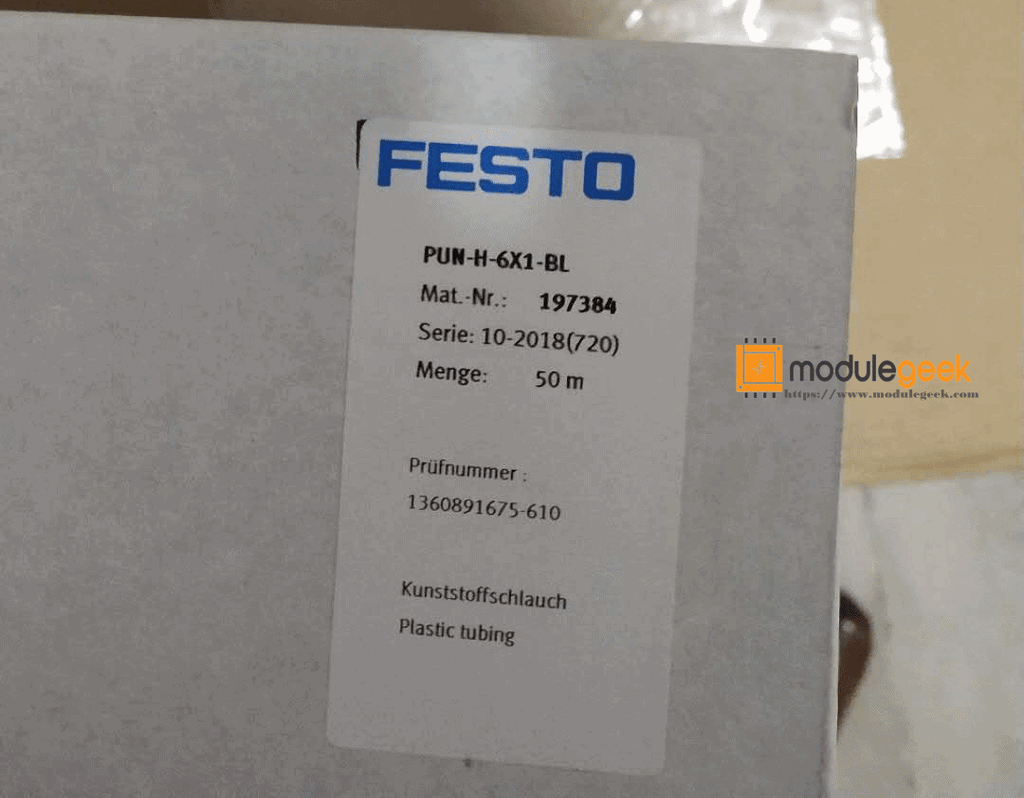 FESTO
PUN-H-6X1-BL
Mat.-Nr.: 197384
Serie: 10-2018(720)
Menge: 50 m
Prüfnummer :
1360891675-610
Kunststoffschlauch
Plastic tubing
modulegeek
https://www.modulegeek.com